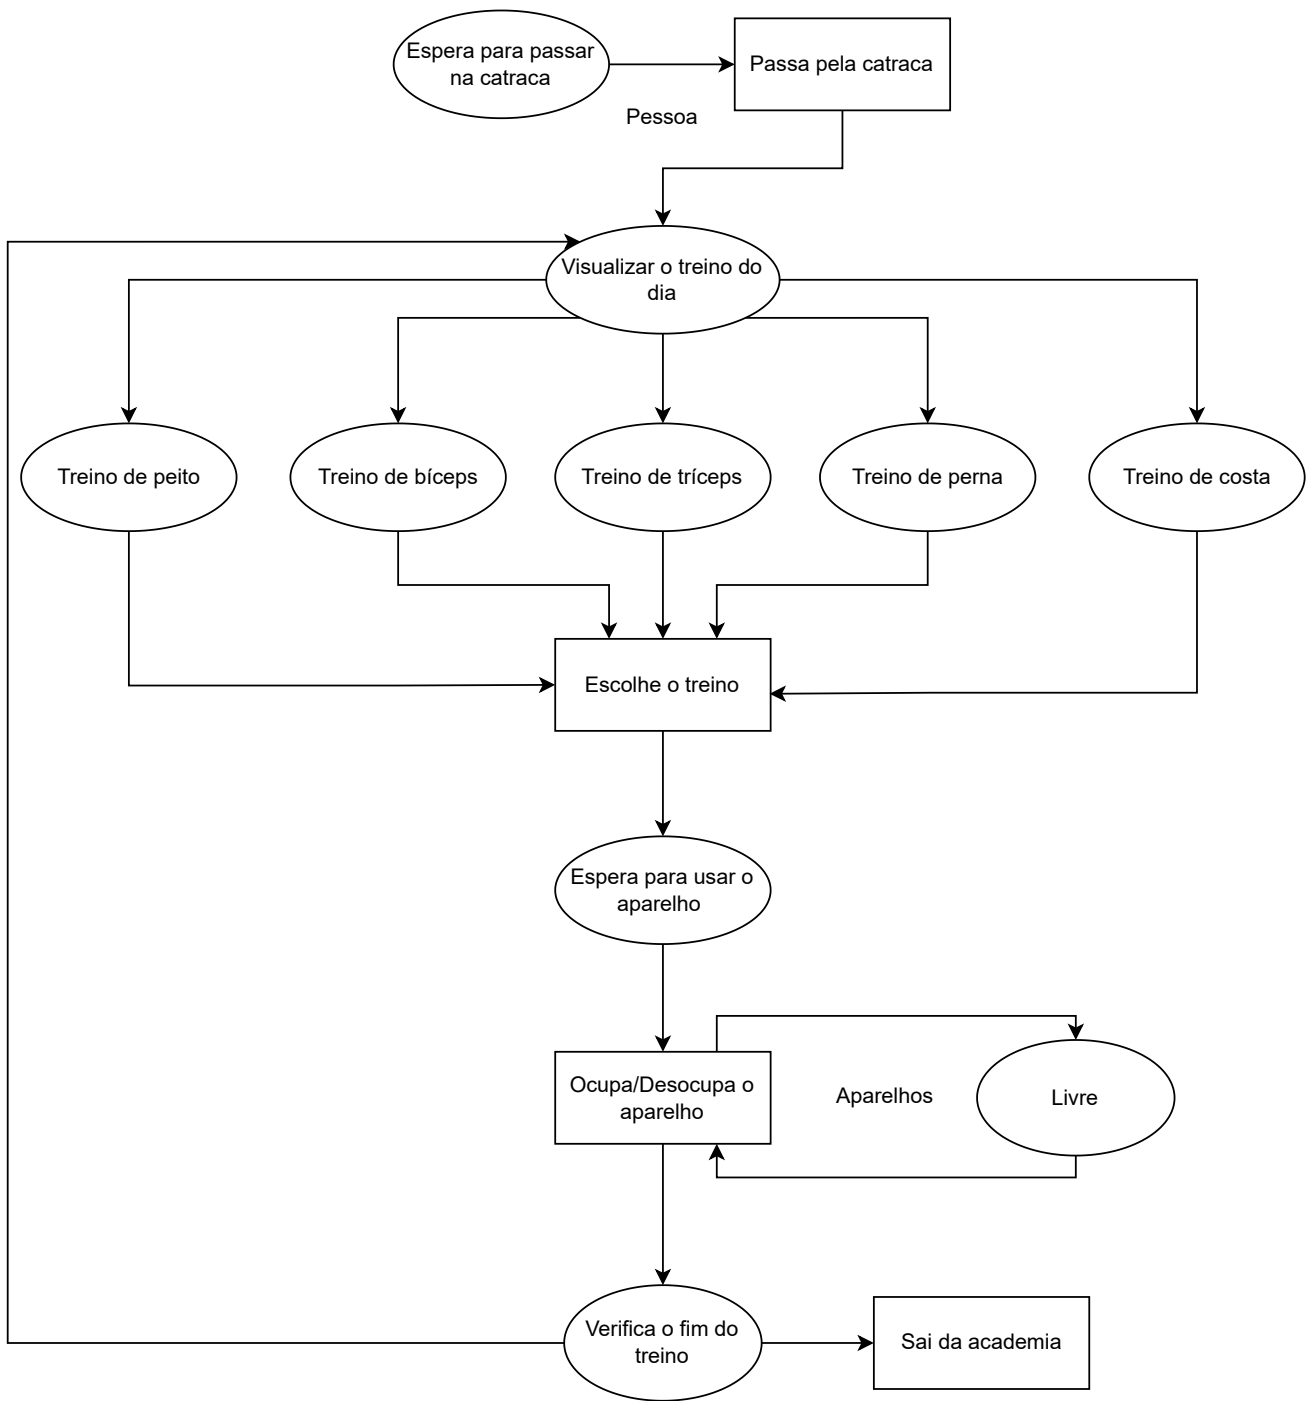 Espera para passar
na catraca
Passa pela catraca
Pessoa
Visualizar o treino do
dia
Treino de peito
Treino de bíceps
Treino de tríceps
Treino de perna
Treino de costa
Escolhe o treino
Espera para usar o
aparelho
Ocupa/Desocupa o
aparelho
Aparelhos
Livre
Verifica o fim do
treino
Sai da academia